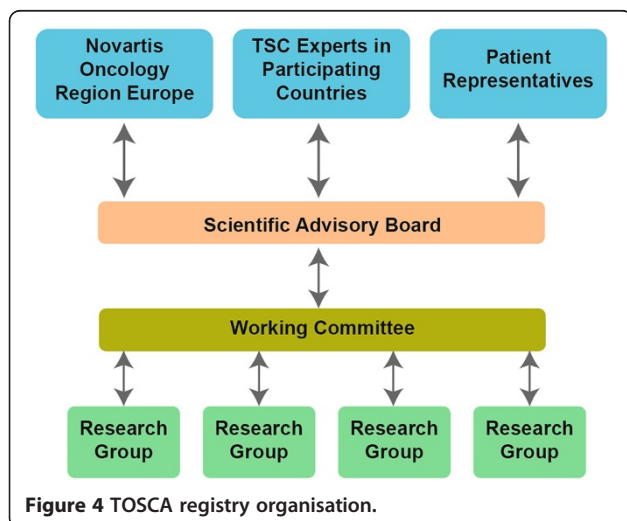 Novartis
Oncology
Region Europe
TSC Experts in
Participating
Countries
Patient
Representatives
Scientific Advisory Board
Working Committee
Research
Group
Research
Group
Research
Group
Research
Group
Figure 4 TOSCA registry organisation.